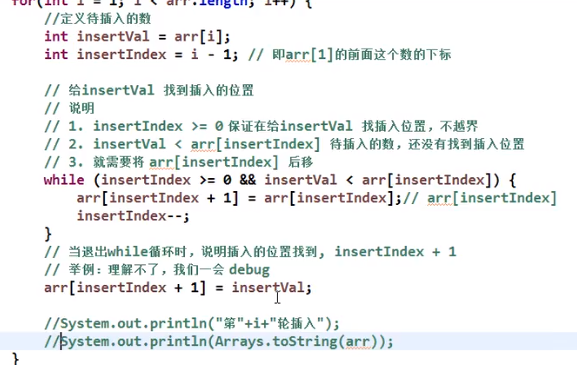 for(int i = 1; i < arr.length; i++) {
//定义待插入的数
int insertVal = arr[i];
int insertIndex = i - 1; // 即arr[1]的前面这个数的下标
// 给insertVal 找到插入的位置
// 说明
// 1. insertIndex >= 0 保证在给insertVal 找插入位置，不越界
// 2. insertVal < arr[insertIndex] 待插入的数，还没有找到插入位置
// 3. 就需要将 arr[insertIndex] 后移
while (insertIndex >= 0 && insertVal < arr[insertIndex]) {
arr[insertIndex + 1] = arr[insertIndex];// arr[insertIndex]
insertIndex--;
}
// 当退出while循环时，说明插入的位置找到, insertIndex + 1
// 举例：理解不了，我们一会 debug
arr[insertIndex + 1] = insertVal;
//System.out.println("第"+i+"轮插入");
//System.out.println(Arrays.toString(arr));
}